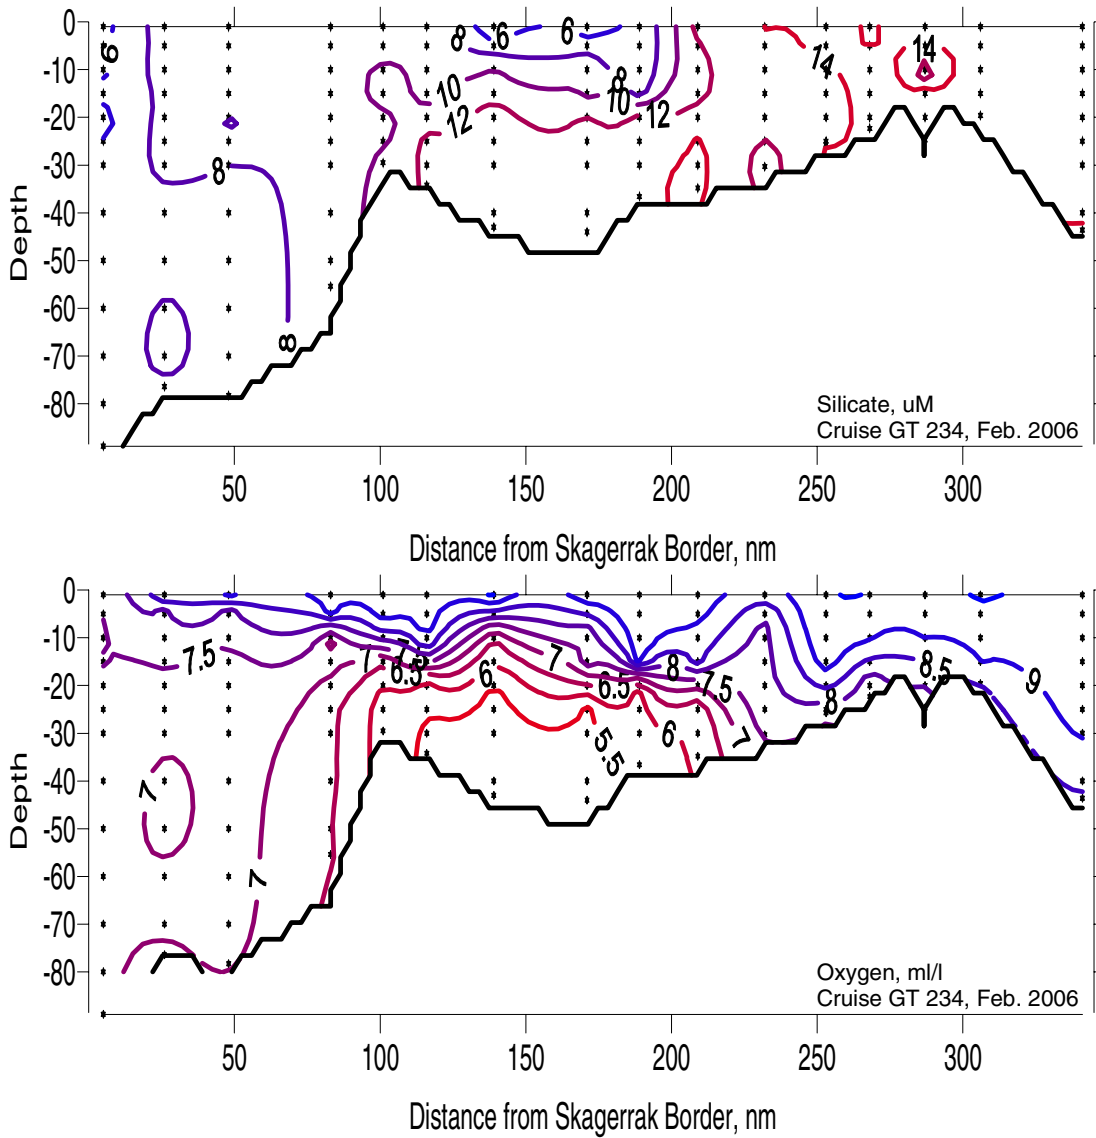 0
-10
-20
-30
-40
-50
-60
-70
-80
Depth
6 8 6 6 14 14
8 10 12 8 10 12
8
8
Silicate, uM
Cruise GT 234, Feb. 2006
50 100 150 200 250 300
Distance from Skagerrak Border, nm
0
-10
-20
-30
-40
-50
-60
-70
-80
Depth
7.5 7 7 8 8.5 9
6.5 6 6.5 7.5 8
5.5 6 7
7
7
Oxygen, ml/l
Cruise GT 234, Feb. 2006
50 100 150 200 250 300
Distance from Skagerrak Border, nm